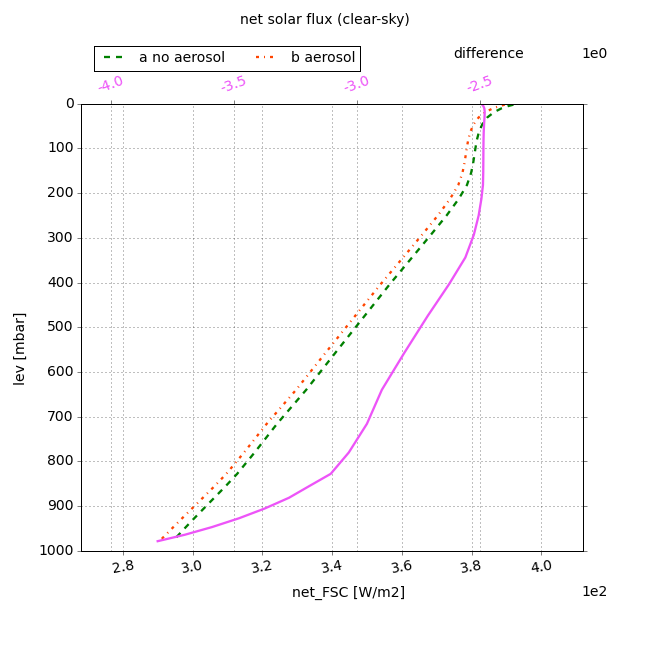 net solar flux (clear-sky)
a no aerosol b aerosol difference 1e0
-4.0 -3.5 -3.0 -2.5
0
100
200
300
400
500
600
700
800
900
1000
lev [mbar]
2.8 3.0 3.2 3.4 3.6 3.8 4.0
net_FSC [W/m2] 1e2